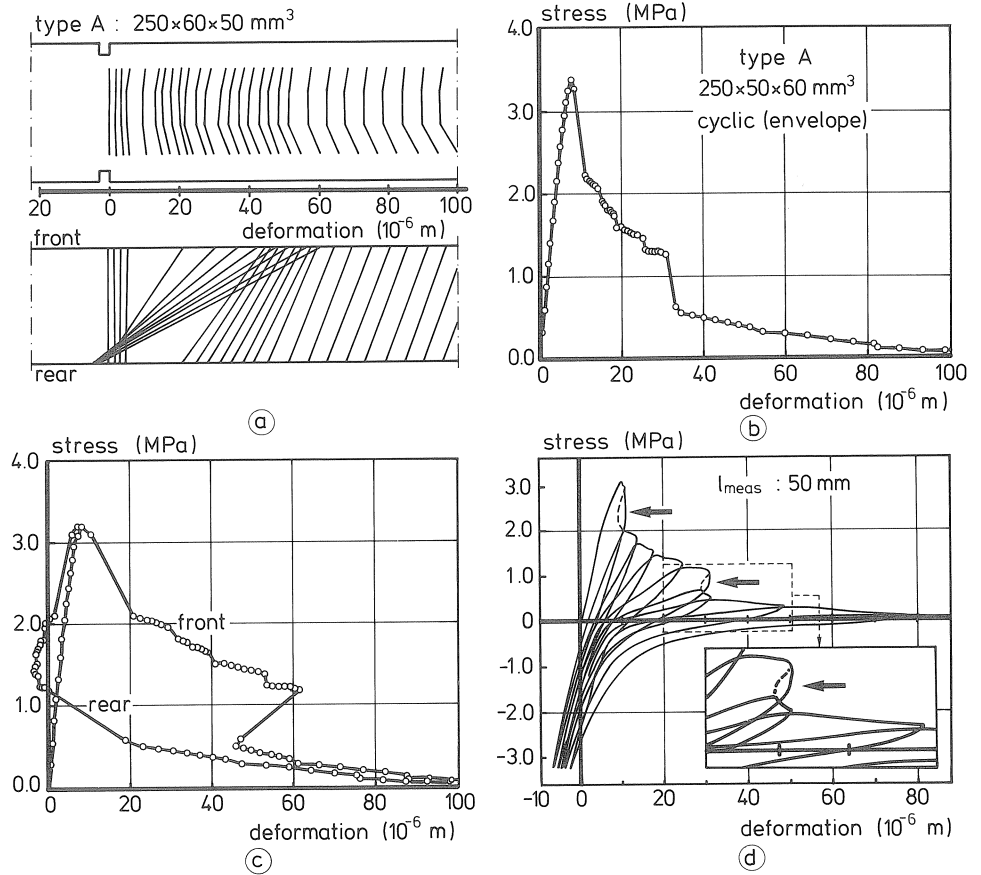 type A : 250×60×50 mm³
20 0 20 40 60 80 100
deformation (10⁻⁶ m)
front
rear
a
stress (MPa)
4.0
type A
250×50×60 mm³
3.0
cyclic (envelope)
2.0
1.0
0.0
0 20 40 60 80 100
deformation (10⁻⁶ m)
b
stress (MPa)
4.0
3.0
2.0
front
1.0
rear
0.0
0 20 40 60 80 100
deformation (10⁻⁶ m)
c
stress (MPa)
lmeas : 50 mm
3.0
2.0
1.0
0
-1.0
-2.0
-3.0
-10 0 20 40 60 80
deformation (10⁻⁶ m)
d